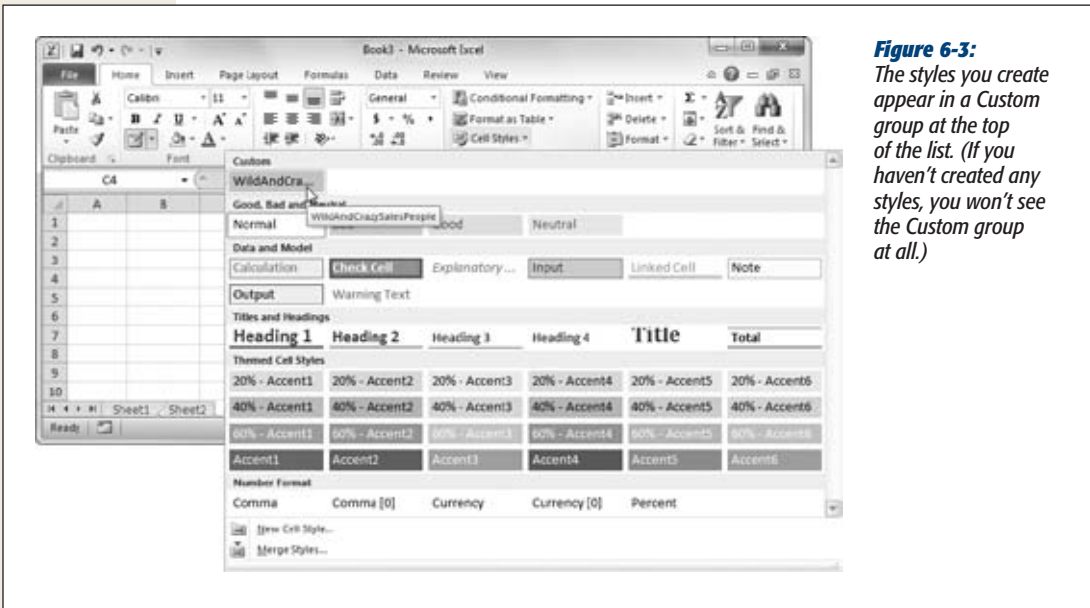 Book3 - Microsoft Excel
File Home Insert Page Layout Formulas Data Review View
Calibri 11 General Conditional Formatting Insert Σ
Paste B I U A A $ % , Format as Table Delete Sort & Find &
A Cell Styles Format Filter Select
Clipboard Font
C4
A B
1
2
3
4
5
6
7
8
9
10
Sheet1 Sheet2
Ready
Custom
WildAndCra...
Good, Bad and Neutral
WildAndCrazySalesPeople
Normal Bad Good Neutral
Data and Model
Calculation Check Cell Explanatory ... Input Linked Cell Note
Output Warning Text
Titles and Headings
Heading 1 Heading 2 Heading 3 Heading 4 Title Total
Themed Cell Styles
20% - Accent1 20% - Accent2 20% - Accent3 20% - Accent4 20% - Accent5 20% - Accent6
40% - Accent1 40% - Accent2 40% - Accent3 40% - Accent4 40% - Accent5 40% - Accent6
60% - Accent1 60% - Accent2 60% - Accent3 60% - Accent4 60% - Accent5 60% - Accent6
Accent1 Accent2 Accent3 Accent4 Accent5 Accent6
Number Format
Comma Comma [0] Currency Currency [0] Percent
New Cell Style...
Merge Styles...
Figure 6-3:
The styles you create
appear in a Custom
group at the top
of the list. (If you
haven't created any
styles, you won't see
the Custom group
at all.)